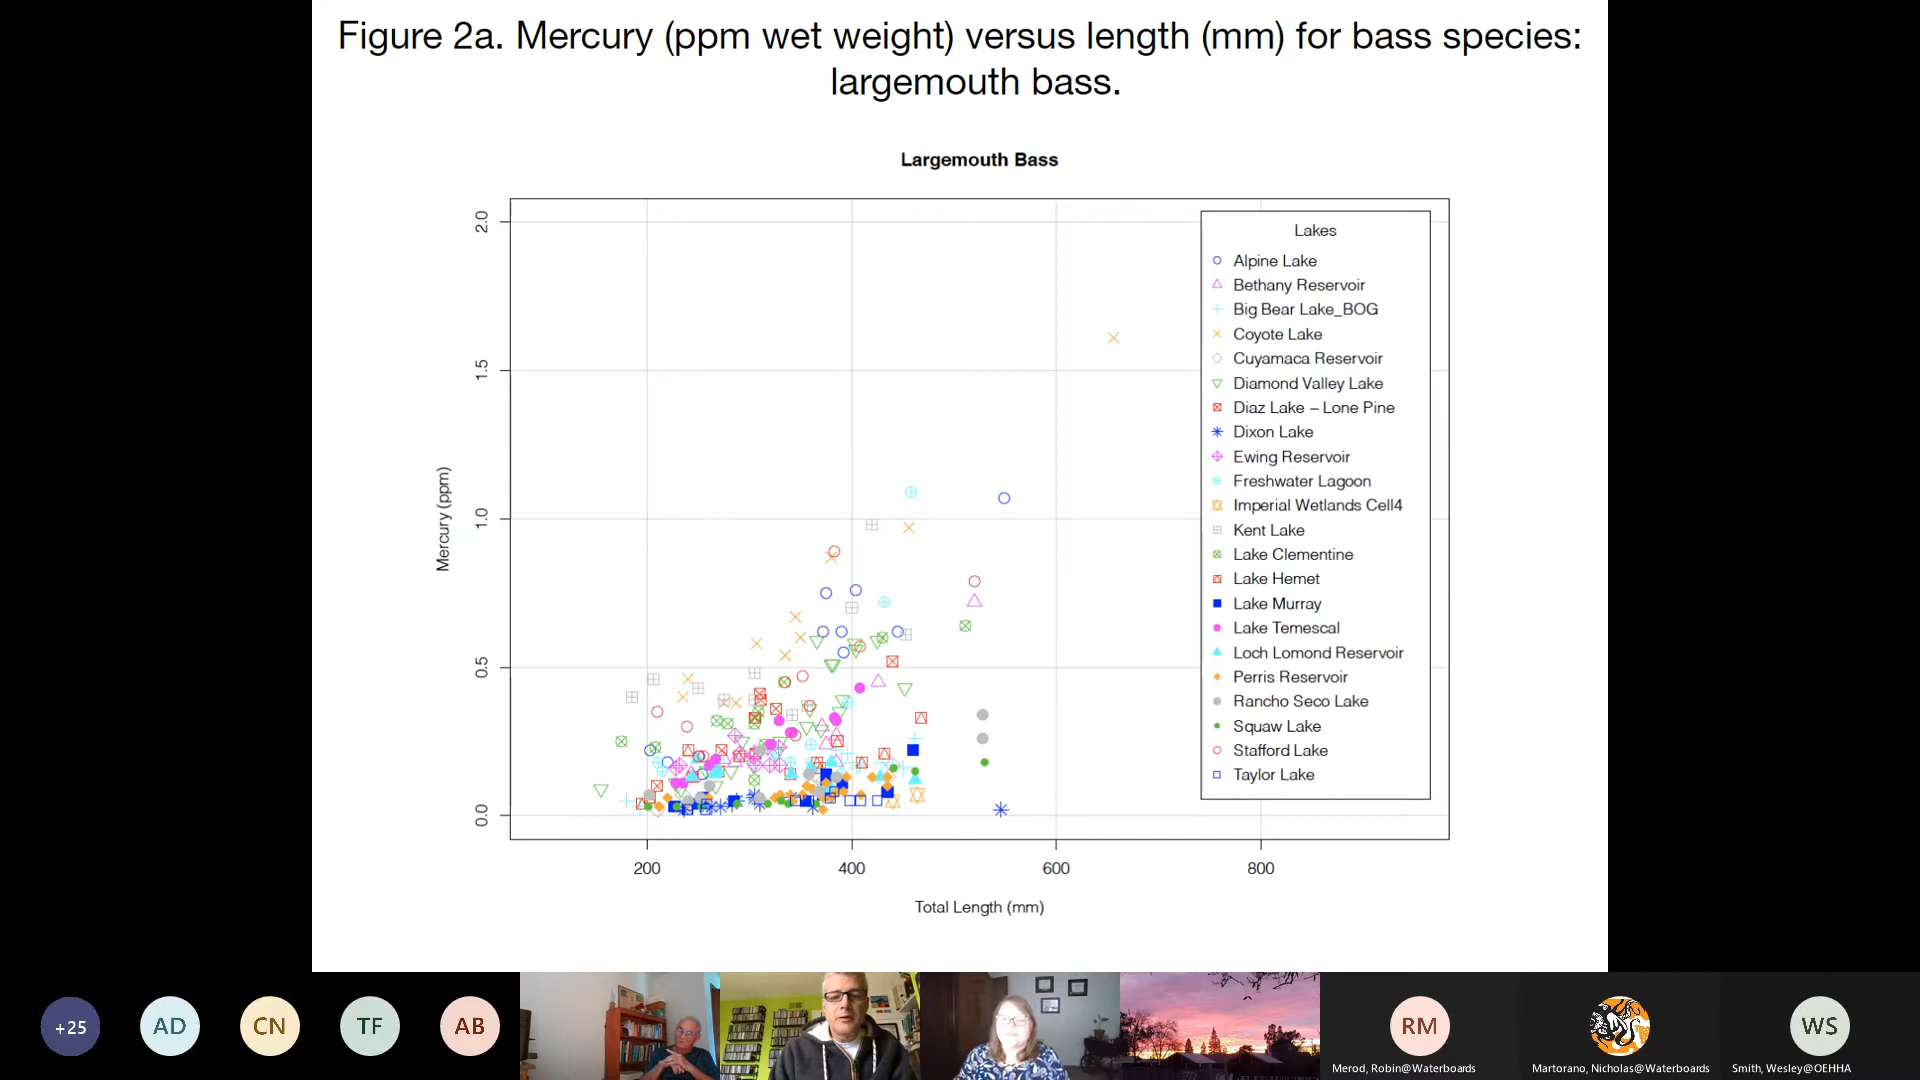 Figure 2a. Mercury (ppm wet weight) versus length (mm) for bass species:
largemouth bass.
Largemouth Bass
2.0
1.5
1.0
0.5
0.0
Mercury (ppm)
200
400
600
800
Total Length (mm)
Lakes
Alpine Lake
Bethany Reservoir
Big Bear Lake_BOG
Coyote Lake
Cuyamaca Reservoir
Diamond Valley Lake
Diaz Lake − Lone Pine
Dixon Lake
Ewing Reservoir
Freshwater Lagoon
Imperial Wetlands Cell4
Kent Lake
Lake Clementine
Lake Hemet
Lake Murray
Lake Temescal
Loch Lomond Reservoir
Perris Reservoir
Rancho Seco Lake
Squaw Lake
Stafford Lake
Taylor Lake
+25
AD
CN
TF
AB
RM
WS
Merod, Robin@Waterboards
Martorano, Nicholas@Waterboards
Smith, Wesley@OEHHA